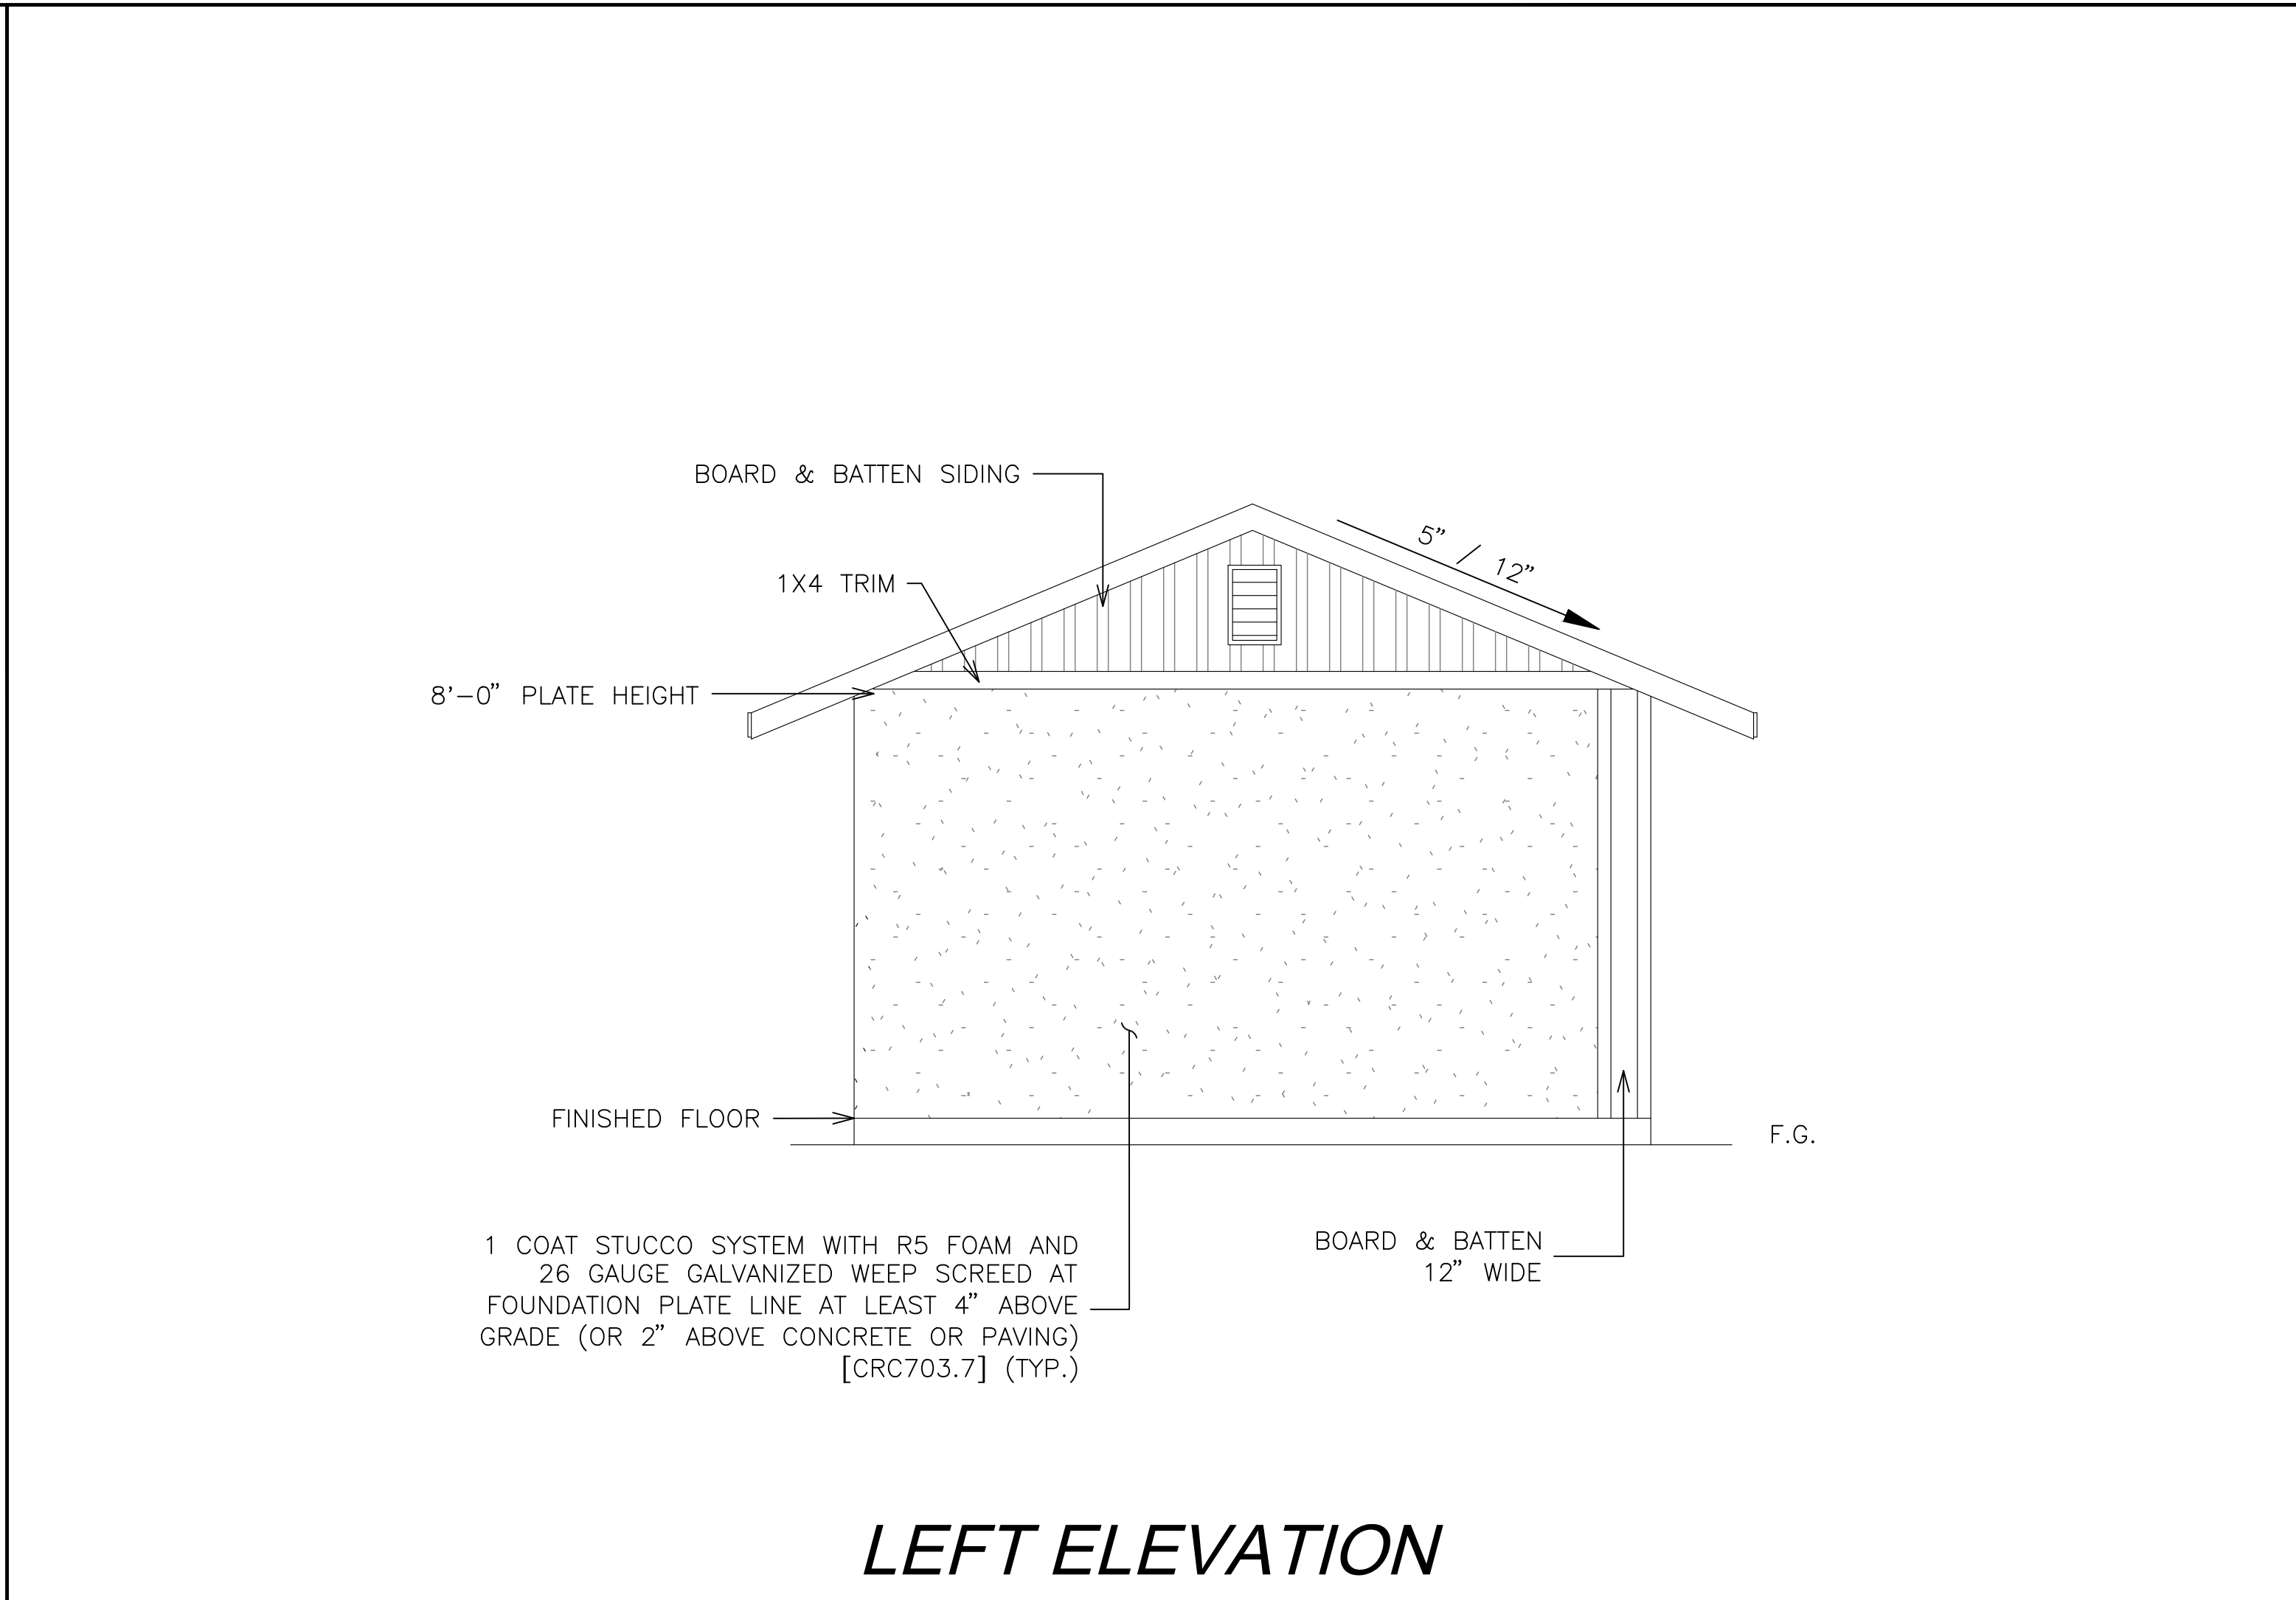 BOARD & BATTEN SIDING
5” / 12”
1X4 TRIM
8’-0” PLATE HEIGHT
FINISHED FLOOR
F.G.
1 COAT STUCCO SYSTEM WITH R5 FOAM AND
26 GAUGE GALVANIZED WEEP SCREED AT
FOUNDATION PLATE LINE AT LEAST 4” ABOVE
GRADE (OR 2” ABOVE CONCRETE OR PAVING)
[CRC703.7] (TYP.)
BOARD & BATTEN
12” WIDE
LEFT ELEVATION